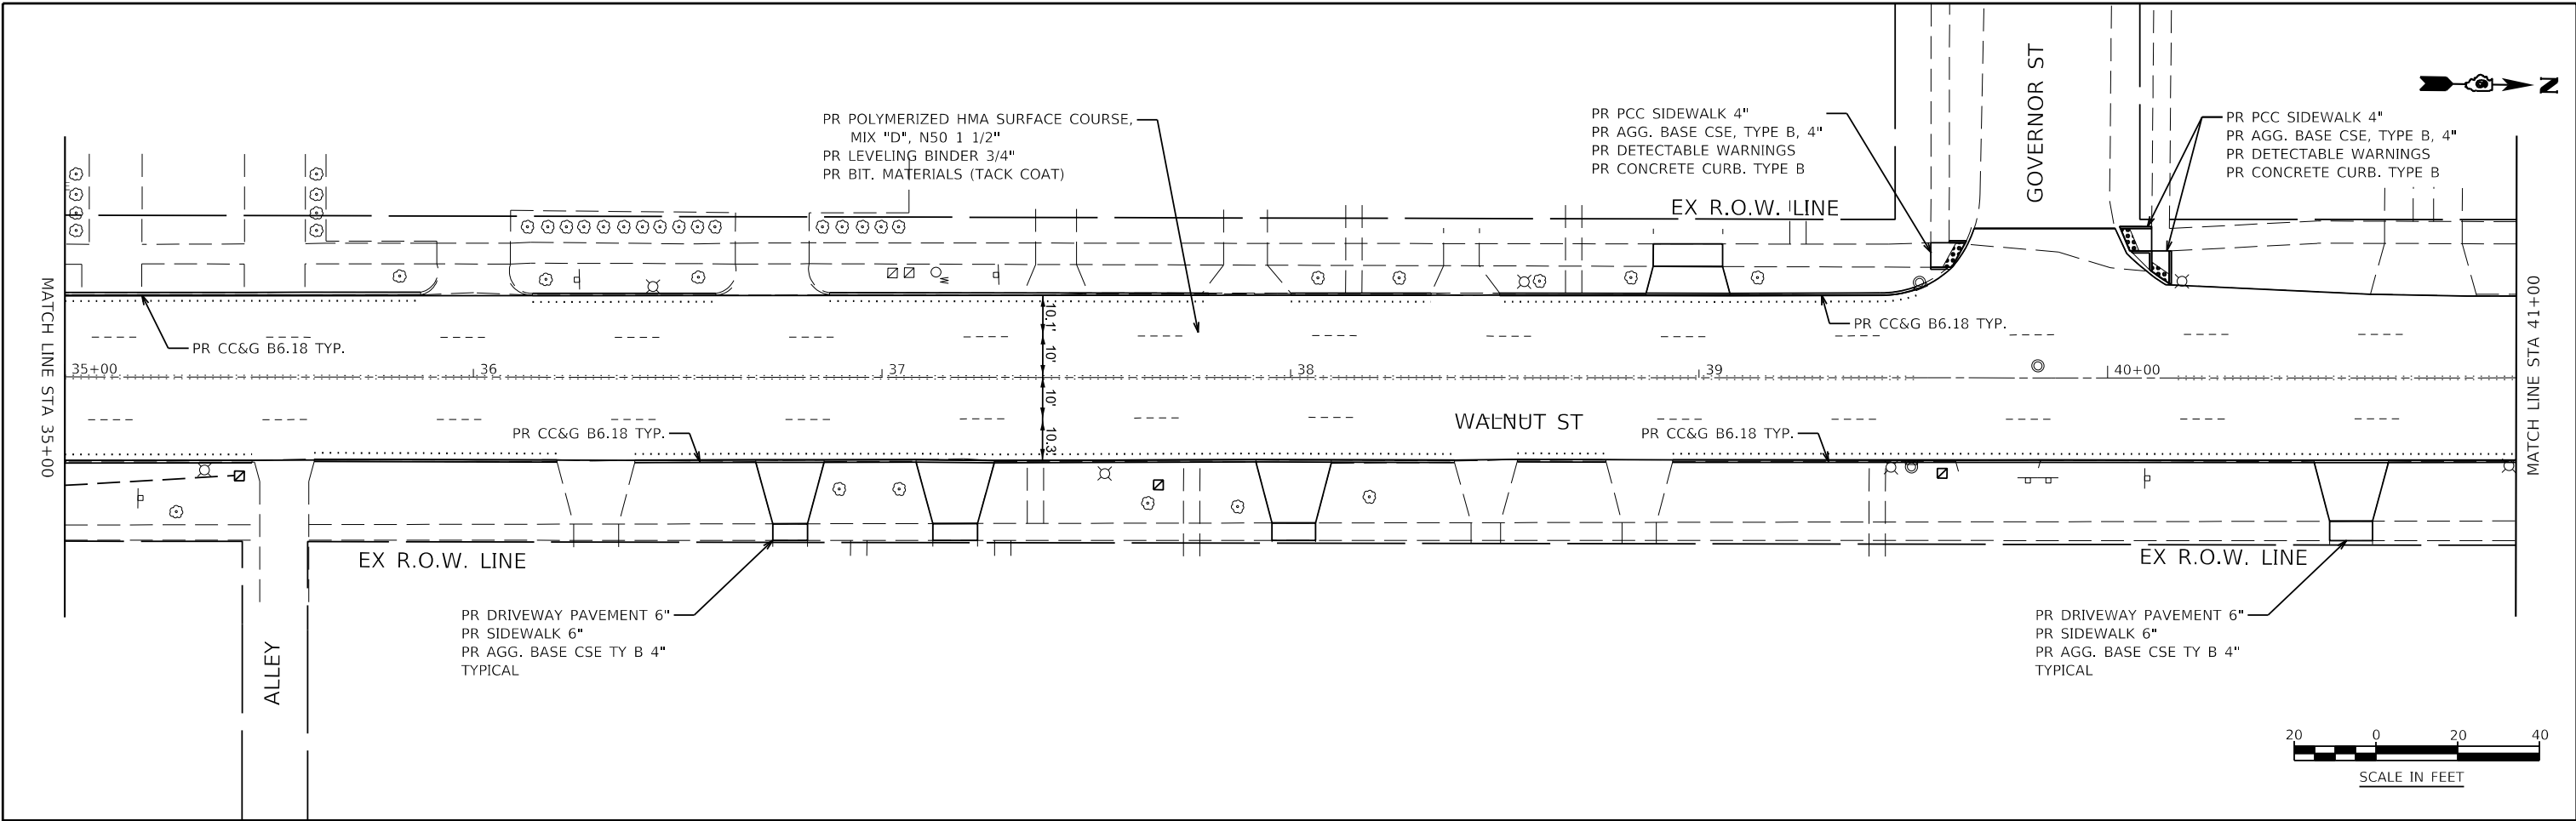 PR POLYMERIZED HMA SURFACE COURSE,
MIX "D", N50 1 1/2"
PR LEVELING BINDER 3/4"
PR BIT. MATERIALS (TACK COAT)
PR PCC SIDEWALK 4"
PR AGG. BASE CSE, TYPE B, 4"
PR DETECTABLE WARNINGS
PR CONCRETE CURB. TYPE B
GOVERNOR ST
N
PR PCC SIDEWALK 4"
PR AGG. BASE CSE, TYPE B, 4"
PR DETECTABLE WARNINGS
PR CONCRETE CURB. TYPE B
EX R.O.W. LINE
MATCH LINE STA 35+00
MATCH LINE STA 41+00
W
PR CC&G B6.18 TYP.
PR CC&G B6.18 TYP.
10.1'
10'
10'
10.3'
35+00
36
37
38
39
40+00
WALNUT ST
PR CC&G B6.18 TYP.
PR CC&G B6.18 TYP.
EX R.O.W. LINE
EX R.O.W. LINE
ALLEY
PR DRIVEWAY PAVEMENT 6"
PR SIDEWALK 6"
PR AGG. BASE CSE TY B 4"
TYPICAL
PR DRIVEWAY PAVEMENT 6"
PR SIDEWALK 6"
PR AGG. BASE CSE TY B 4"
TYPICAL
20 0 20 40
SCALE IN FEET